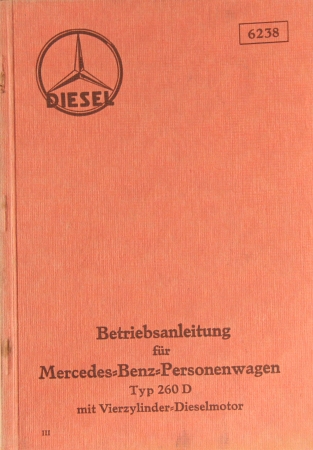 6238
DIESEL
Betriebsanleitung
für
Mercedes=Benz=Personenwagen
Typ 260 D
mit Vierzylinder=Dieselmotor
III